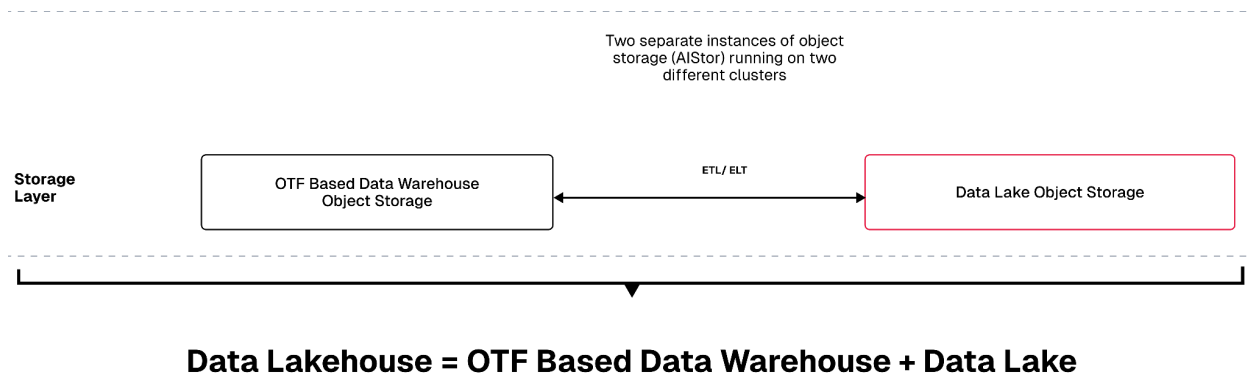 Two separate instances of object
storage (AIStor) running on two
different clusters
Storage
Layer
OTF Based Data Warehouse
Object Storage
ETL/ ELT
Data Lake Object Storage
Data Lakehouse = OTF Based Data Warehouse + Data Lake